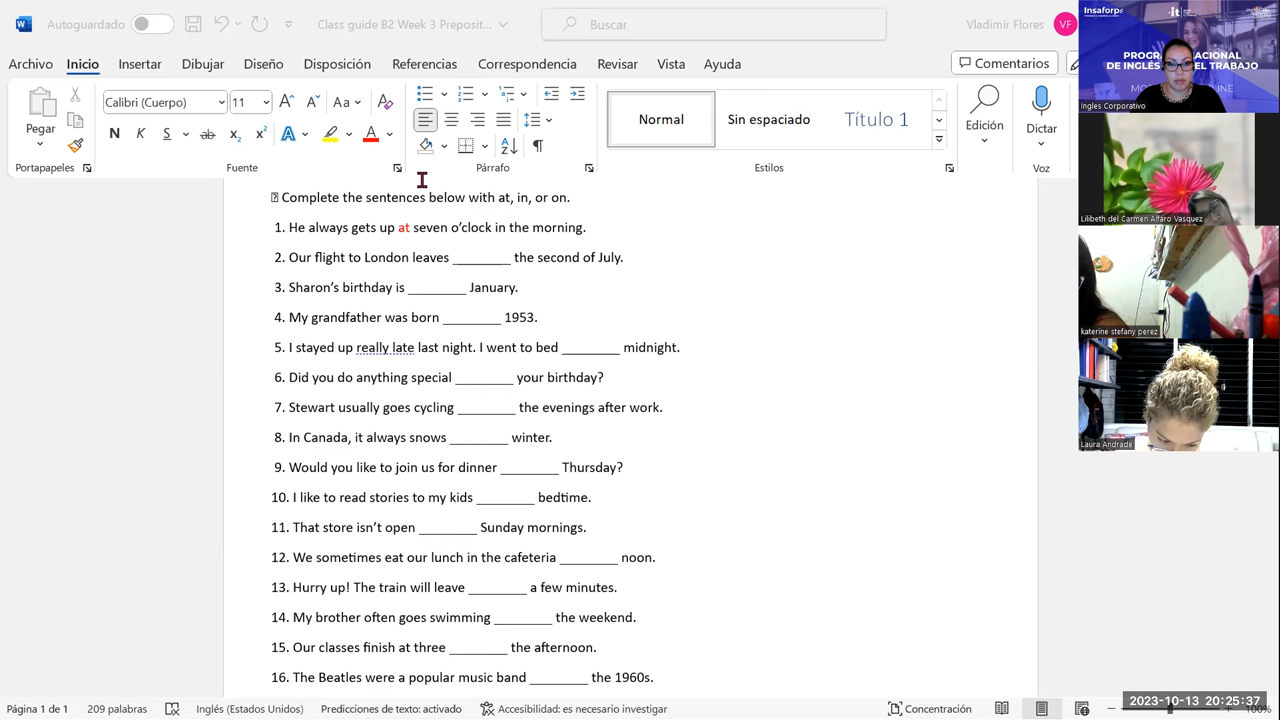 Autoguardado
Class guide B2 Week 3 Preposit...
Buscar
Vladimir Flores
VF
Archivo Inicio Insertar Dibujar Diseño Disposición Referencias Correspondencia Revisar Vista Ayuda
Comentarios
Pegar
Calibri (Cuerpo)
11
Normal
Sin espaciado
Título 1
Edición
Dictar
Portapapeles
Fuente
Párrafo
Estilos
Voz
Complete the sentences below with at, in, or on.
1. He always gets up at seven o’clock in the morning.
2. Our flight to London leaves ________ the second of July.
3. Sharon’s birthday is ________ January.
4. My grandfather was born ________ 1953.
5. I stayed up really late last night. I went to bed ________ midnight.
6. Did you do anything special ________ your birthday?
7. Stewart usually goes cycling ________ the evenings after work.
8. In Canada, it always snows ________ winter.
9. Would you like to join us for dinner ________ Thursday?
10. I like to read stories to my kids ________ bedtime.
11. That store isn’t open ________ Sunday mornings.
12. We sometimes eat our lunch in the cafeteria ________ noon.
13. Hurry up! The train will leave ________ a few minutes.
14. My brother often goes swimming ________ the weekend.
15. Our classes finish at three ________ the afternoon.
16. The Beatles were a popular music band ________ the 1960s.
Insaforp
Ingles Corporativo
Lilibeth del Carmen Alfaro Vasquez
katerine stefany perez
Laura Andrade
Página 1 de 1
209 palabras
Inglés (Estados Unidos)
Predicciones de texto: activado
Accesibilidad: es necesario investigar
Concentración
2023-10-13 20:25:37
100%